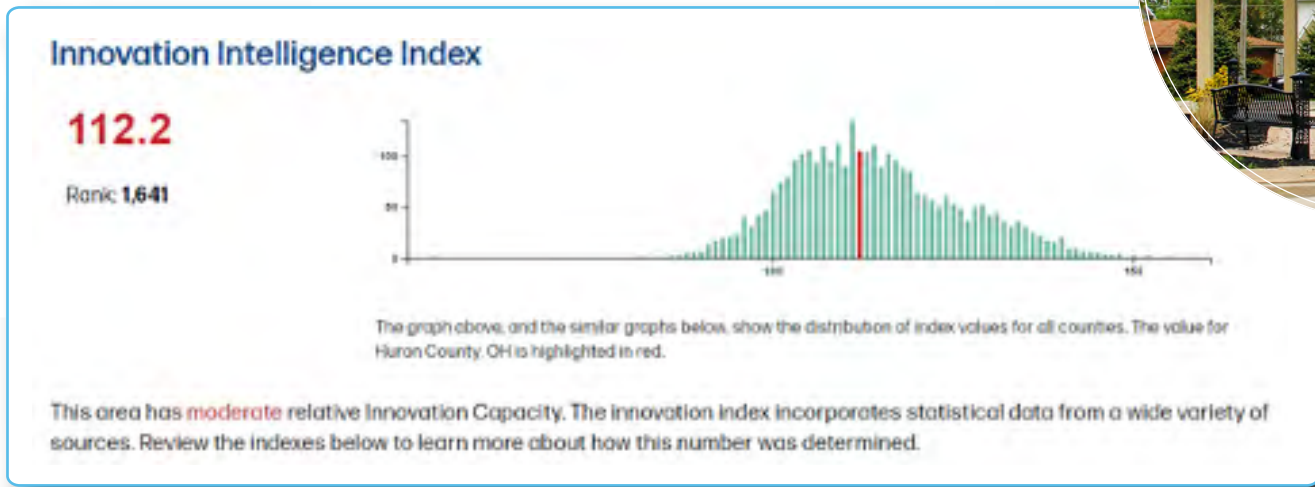 Innovation Intelligence Index
112.2
Rank: 1,641
100
50
0
100
150
The graph above, and the similar graphs below, show the distribution of index values for all counties. The value for
Huron County, OH is highlighted in red.
This area has moderate relative Innovation Capacity. The innovation index incorporates statistical data from a wide variety of
sources. Review the indexes below to learn more about how this number was determined.